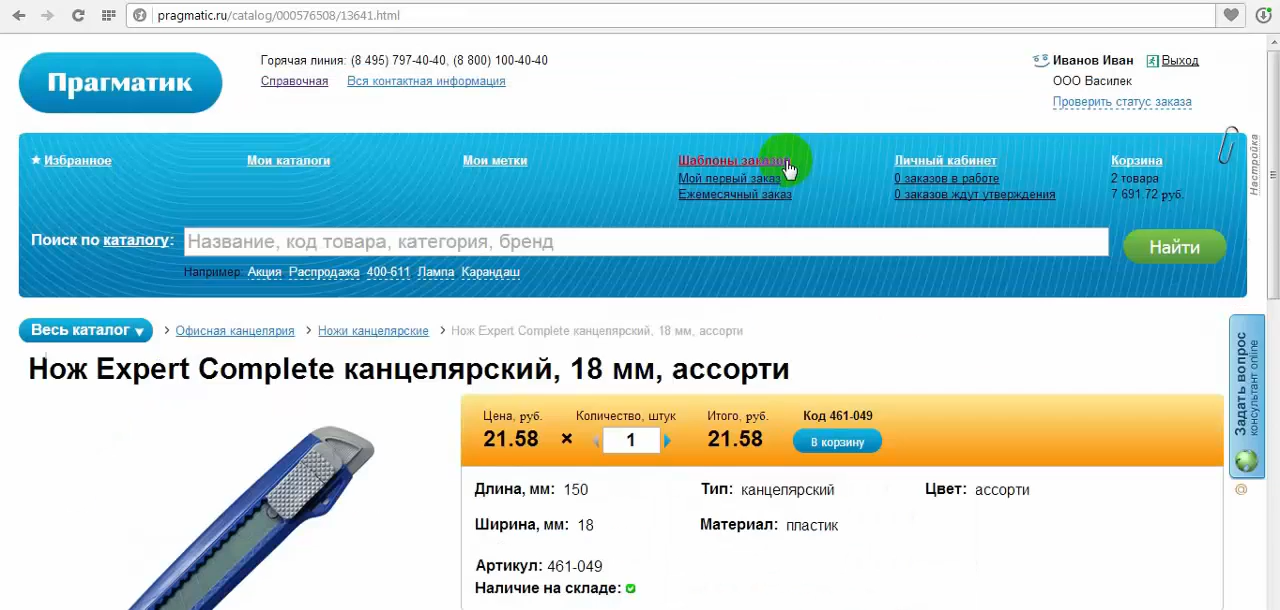 pragmatic.ru/catalog/000576508/13641.html
Прагматик
Горячая линия: (8 495) 797-40-40, (8 800) 100-40-40
Справочная Вся контактная информация
Иванов Иван Выход
ООО Василек
Проверить статус заказа
Избранное Мои каталоги Мои метки Шаблоны заказов Личный кабинет Корзина
Мой первый заказ 0 заказов в работе 2 товара
Ежемесячный заказ 0 заказов ждут утверждения 7 691.72 руб.
Настройка
Поиск по каталогу: Название, код товара, категория, бренд Найти
Например: Акция Распродажа 400-611 Лампа Карандаш
Весь каталог Офисная канцелярия Ножи канцелярские Нож Expert Complete канцелярский, 18 мм, ассорти
Нож Expert Complete канцелярский, 18 мм, ассорти
Задать вопрос
консультант online
Цена, руб. Количество, штук Итого, руб. Код 461-049
21.58 × 1 21.58 В корзину
Длина, мм: 150 Тип: канцелярский Цвет: ассорти
@
Ширина, мм: 18 Материал: пластик
Артикул: 461-049
Наличие на складе: